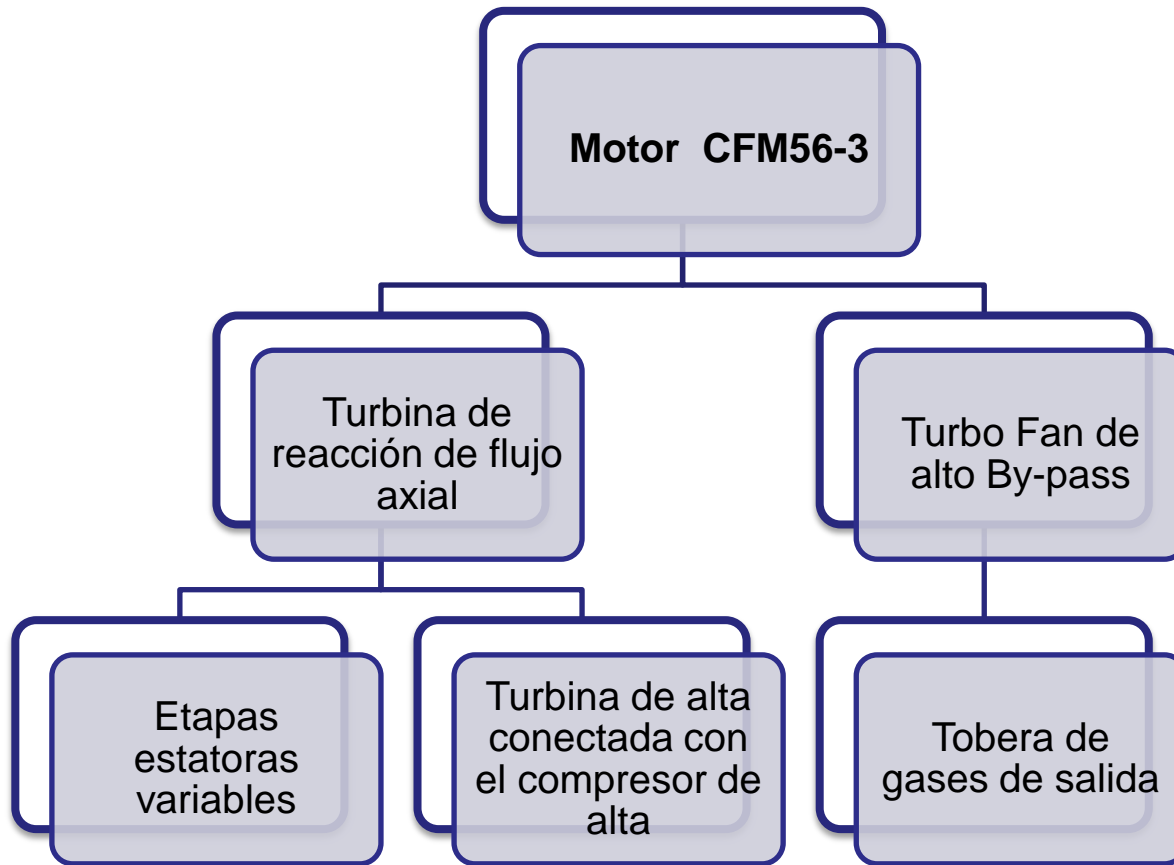 Motor  CFM56-3
Turbina de
reacción de flujo
axial
Turbo Fan de
alto By-pass
Etapas
estatoras
variables
Turbina de alta
conectada con
el compresor de
alta
Tobera de
gases de salida